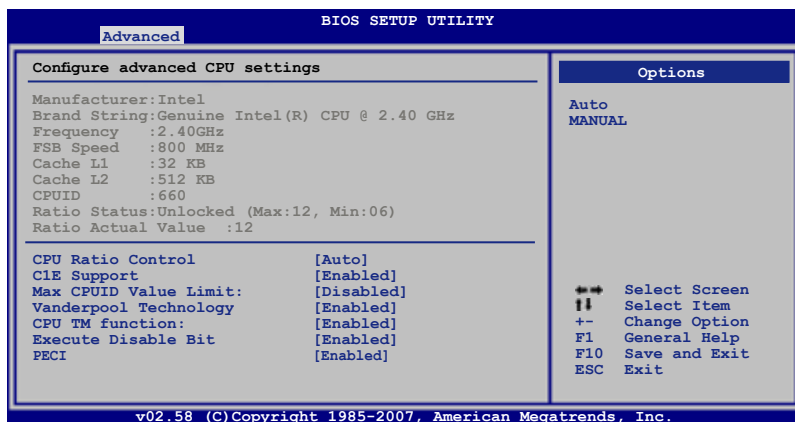 BIOS SETUP UTILITY
Advanced
Configure advanced CPU settings
Manufacturer:Intel
Brand String:Genuine Intel(R) CPU @ 2.40 GHz
Frequency :2.40GHz
FSB Speed :800 MHz
Cache L1 :32 KB
Cache L2 :512 KB
CPUID :660
Ratio Status:Unlocked (Max:12, Min:06)
Ratio Actual Value :12
CPU Ratio Control [Auto]
C1E Support [Enabled]
Max CPUID Value Limit: [Disabled]
Vanderpool Technology [Enabled]
CPU TM function: [Enabled]
Execute Disable Bit [Enabled]
PECI [Enabled]
Options
Auto
MANUAL
Select Screen
Select Item
+- Change Option
F1 General Help
F10 Save and Exit
ESC Exit
v02.58 (C)Copyright 1985-2007, American Megatrends, Inc.